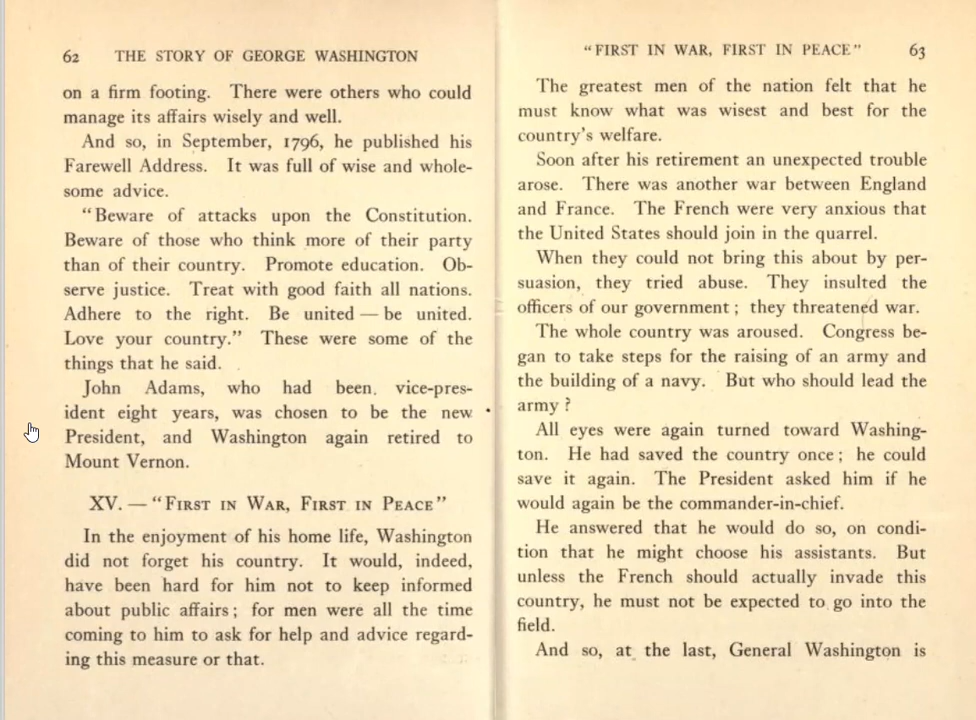 62 THE STORY OF GEORGE WASHINGTON
on a firm footing. There were others who could
manage its affairs wisely and well.
And so, in September, 1796, he published his
Farewell Address. It was full of wise and whole-
some advice.
“Beware of attacks upon the Constitution.
Beware of those who think more of their party
than of their country. Promote education. Ob-
serve justice. Treat with good faith all nations.
Adhere to the right. Be united — be united.
Love your country.” These were some of the
things that he said.
John Adams, who had been vice-pres-
ident eight years, was chosen to be the new
President, and Washington again retired to
Mount Vernon.
XV. — “First in War, First in Peace”
In the enjoyment of his home life, Washington
did not forget his country. It would, indeed,
have been hard for him not to keep informed
about public affairs; for men were all the time
coming to him to ask for help and advice regard-
ing this measure or that.
“FIRST IN WAR, FIRST IN PEACE” 63
The greatest men of the nation felt that he
must know what was wisest and best for the
country’s welfare.
Soon after his retirement an unexpected trouble
arose. There was another war between England
and France. The French were very anxious that
the United States should join in the quarrel.
When they could not bring this about by per-
suasion, they tried abuse. They insulted the
officers of our government; they threatened war.
The whole country was aroused. Congress be-
gan to take steps for the raising of an army and
the building of a navy. But who should lead the
army?
All eyes were again turned toward Washing-
ton. He had saved the country once; he could
save it again. The President asked him if he
would again be the commander-in-chief.
He answered that he would do so, on condi-
tion that he might choose his assistants. But
unless the French should actually invade this
country, he must not be expected to go into the
field.
And so, at the last, General Washington is